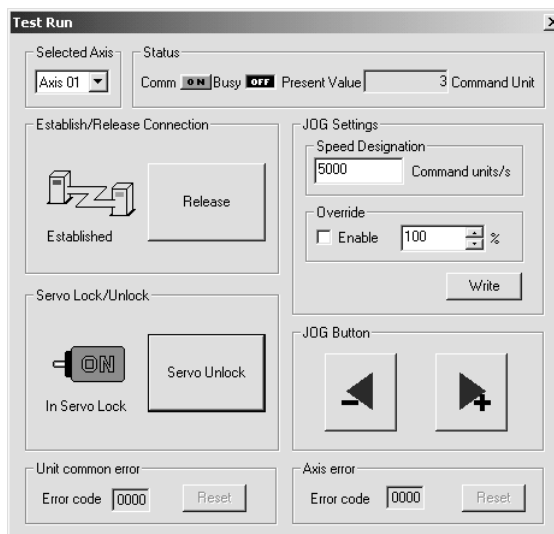 Test Run
Selected Axis
Axis 01
Status
Comm ON Busy OFF Present Value 3 Command Unit
Establish/Release Connection
Established
Release
JOG Settings
Speed Designation
5000 Command units/s
Override
Enable 100 %
Write
Servo Lock/Unlock
ON
In Servo Lock
Servo Unlock
JOG Button
- +
Unit common error
Error code 0000 Reset
Axis error
Error code 0000 Reset